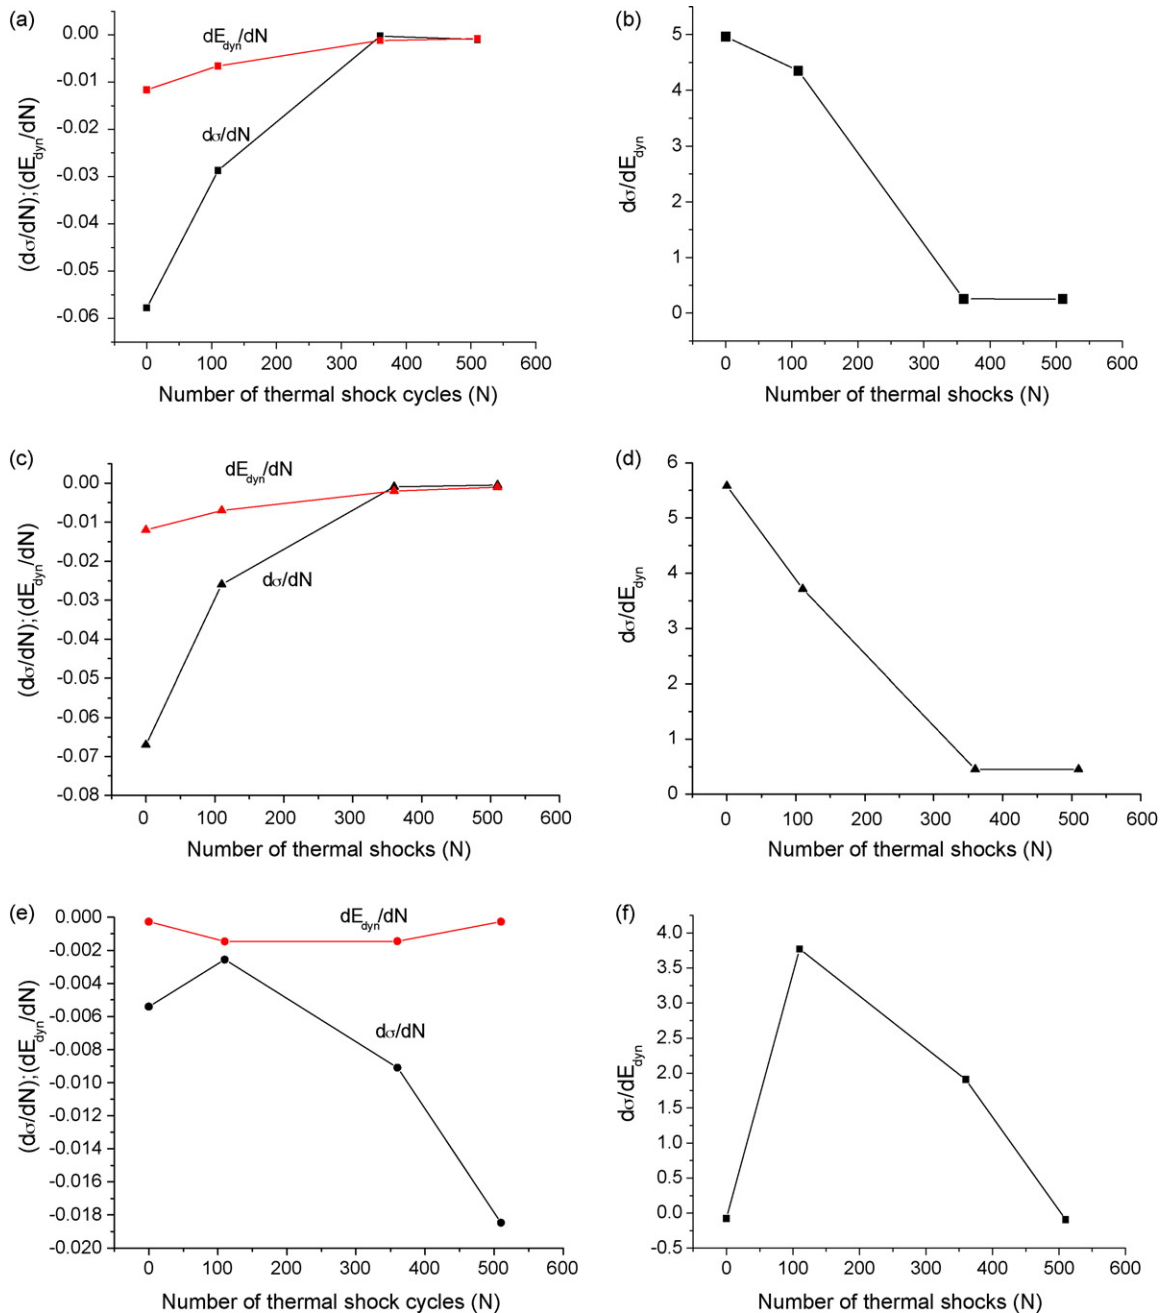 (a)
0.00
-0.01
-0.02
-0.03
-0.04
-0.05
-0.06
(dσ/dN);(dE_dyn/dN)
dE_dyn/dN
dσ/dN
0 100 200 300 400 500 600
Number of thermal shock cycles (N)
(b)
5
4
3
2
1
0
dσ/dE_dyn
0 100 200 300 400 500 600
Number of thermal shocks (N)
(c)
0.00
-0.01
-0.02
-0.03
-0.04
-0.05
-0.06
-0.07
-0.08
(dσ/dN);(dE_dyn/dN)
dE_dyn/dN
dσ/dN
0 100 200 300 400 500 600
Number of thermal shocks (N)
(d)
6
5
4
3
2
1
0
dσ/dE_dyn
0 100 200 300 400 500 600
Number of thermal shocks (N)
(e)
0.000
-0.002
-0.004
-0.006
-0.008
-0.010
-0.012
-0.014
-0.016
-0.018
-0.020
(dσ/dN);(dE_dyn/dN)
dE_dyn/dN
dσ/dN
0 100 200 300 400 500 600
Number of thermal shock cycles (N)
(f)
4.0
3.5
3.0
2.5
2.0
1.5
1.0
0.5
0.0
-0.5
dσ/dE_dyn
0 100 200 300 400 500 600
Number of thermal shocks (N)